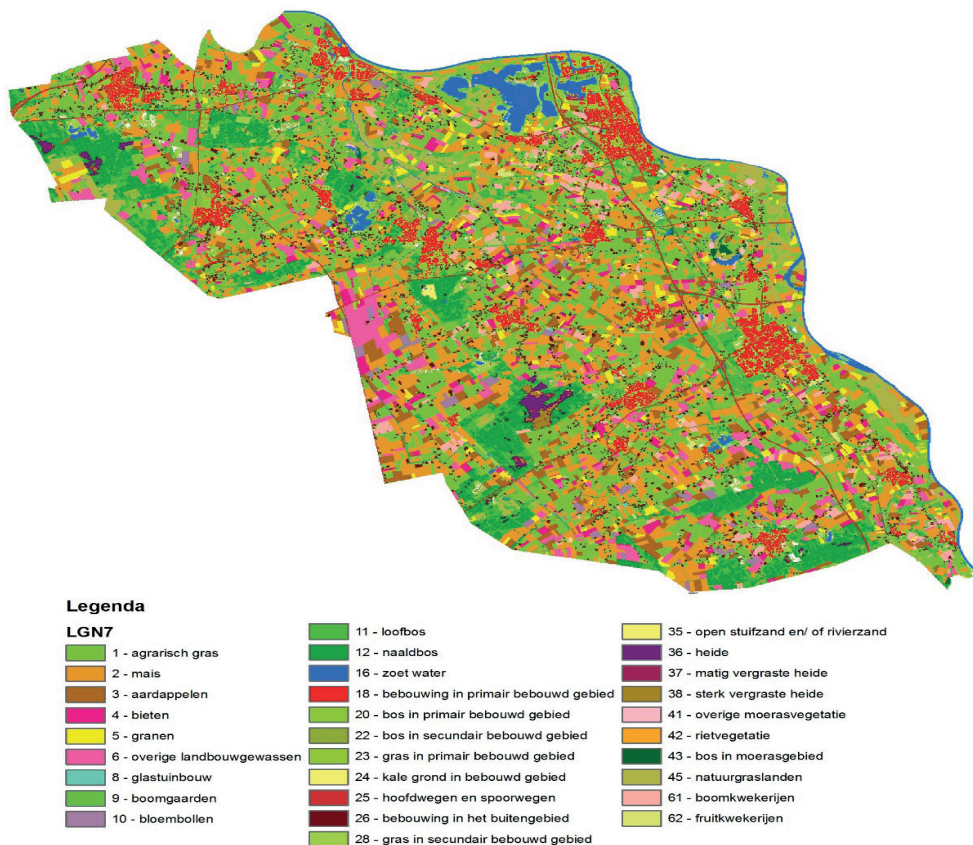 Legenda
LGN7
1 - agrarisch gras
2 - mais
3 - aardappelen
4 - bieten
5 - granen
6 - overige landbouwgewassen
8 - glastuinbouw
9 - boomgaarden
10 - bloembollen
11 - loofbos
12 - naaldbos
16 - zoet water
18 - bebouwing in primair bebouwd gebied
20 - bos in primair bebouwd gebied
22 - bos in secundair bebouwd gebied
23 - gras in primair bebouwd gebied
24 - kale grond in bebouwd gebied
25 - hoofdwegen en spoorwegen
26 - bebouwing in het buitengebied
28 - gras in secundair bebouwd gebied
35 - open stuifzand en/ of rivierzand
36 - heide
37 - matig vergraste heide
38 - sterk vergraste heide
41 - overige moerasvegetatie
42 - rietvegetatie
43 - bos in moerasgebied
45 - natuurgraslanden
61 - boomkwekerijen
62 - fruitkwekerijen